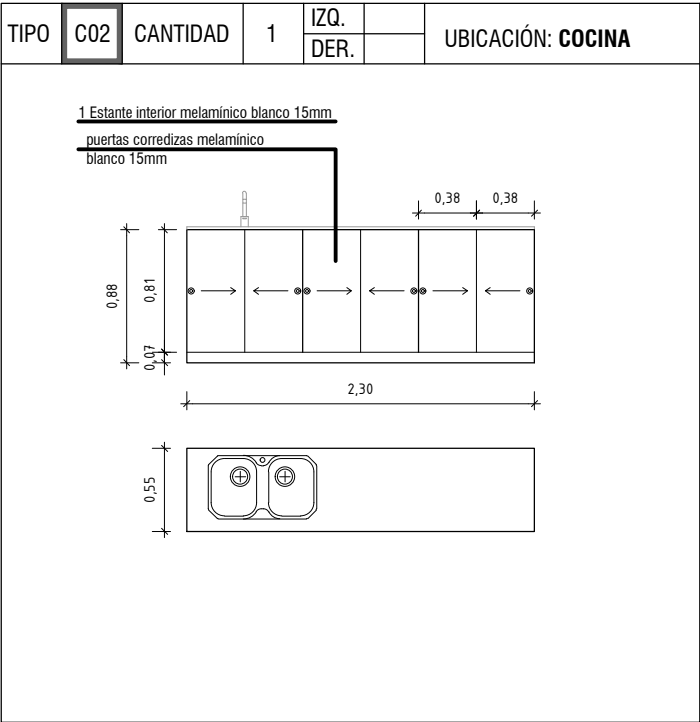 TIPO C02 CANTIDAD 1 IZQ. DER. UBICACIÓN: COCINA
1 Estante interior melamínico blanco 15mm
puertas corredizas melamínico
blanco 15mm
0,38 0,38
0,88
0,81
0,07
2,30
0,55